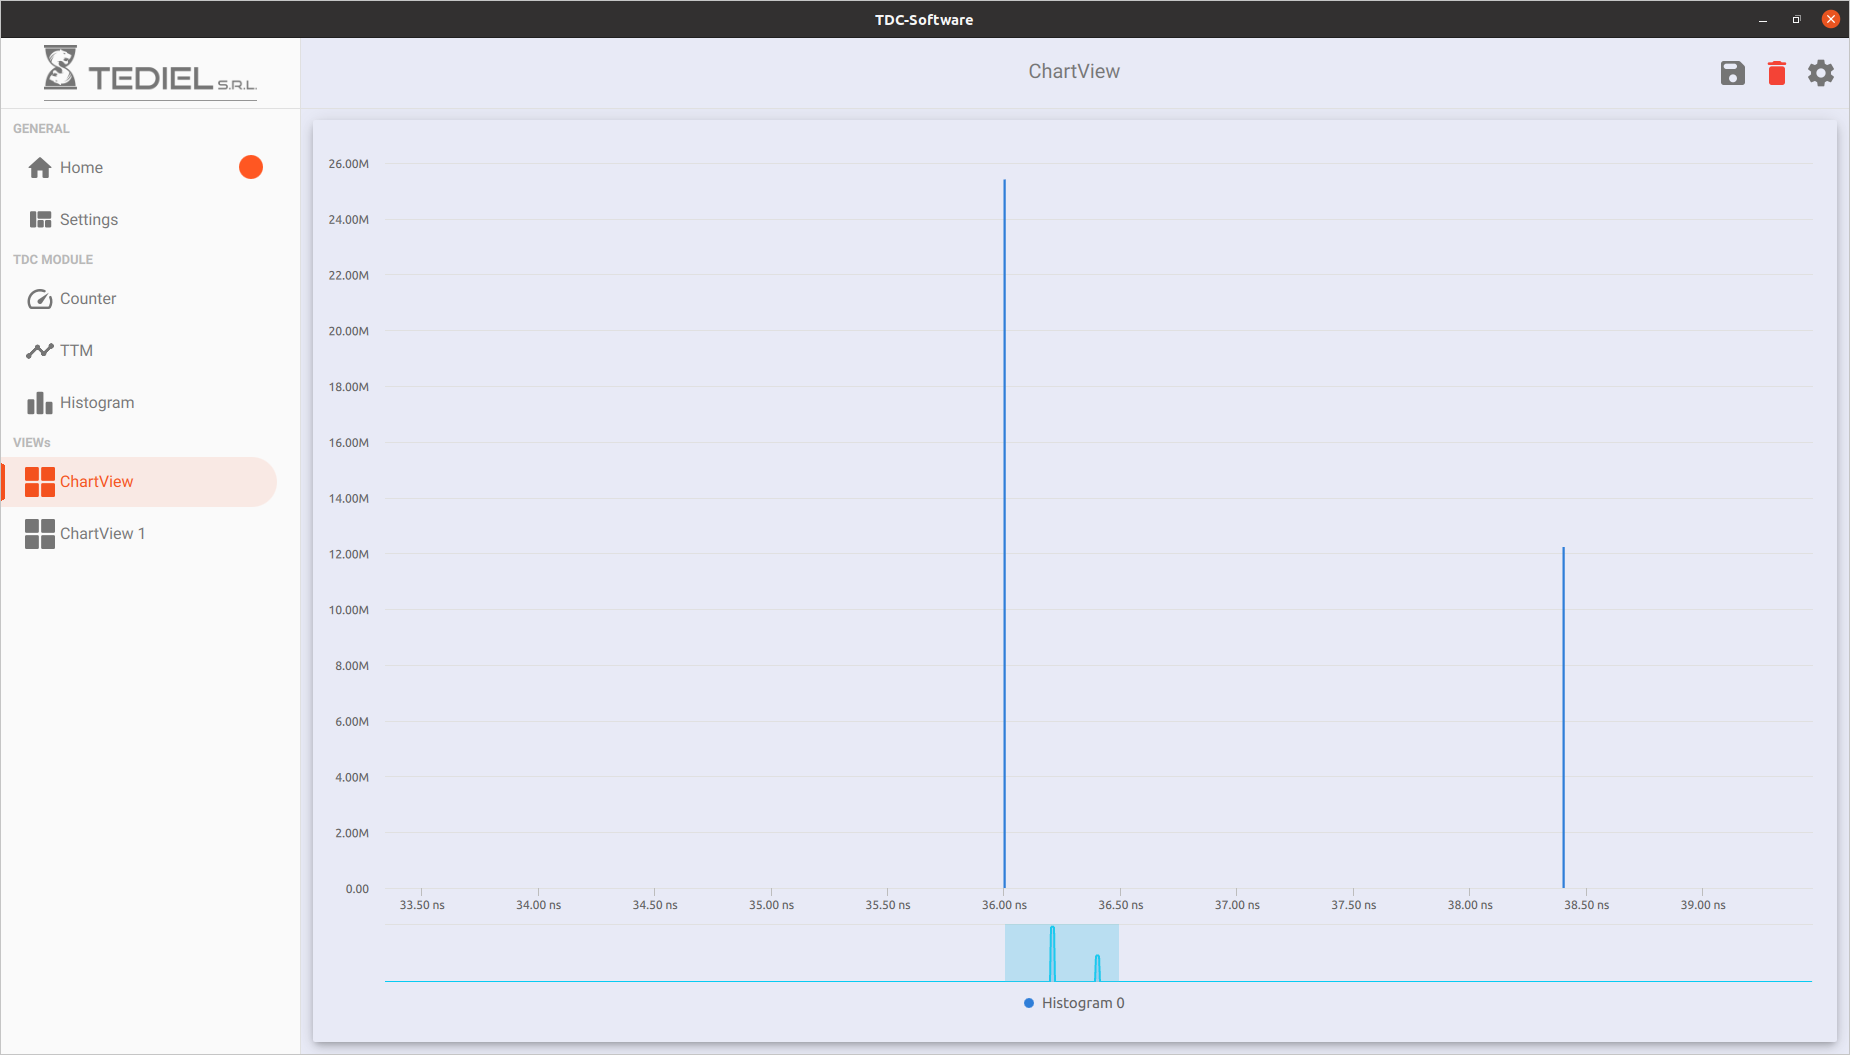 TDC-Software
TEDIEL S.R.L.
ChartView
GENERAL
Home
Settings
TDC MODULE
Counter
TTM
Histogram
VIEWs
ChartView
ChartView 1
26.00M
24.00M
22.00M
20.00M
18.00M
16.00M
14.00M
12.00M
10.00M
8.00M
6.00M
4.00M
2.00M
0.00
33.50 ns 34.00 ns 34.50 ns 35.00 ns 35.50 ns 36.00 ns 36.50 ns 37.00 ns 37.50 ns 38.00 ns 38.50 ns 39.00 ns
Histogram 0